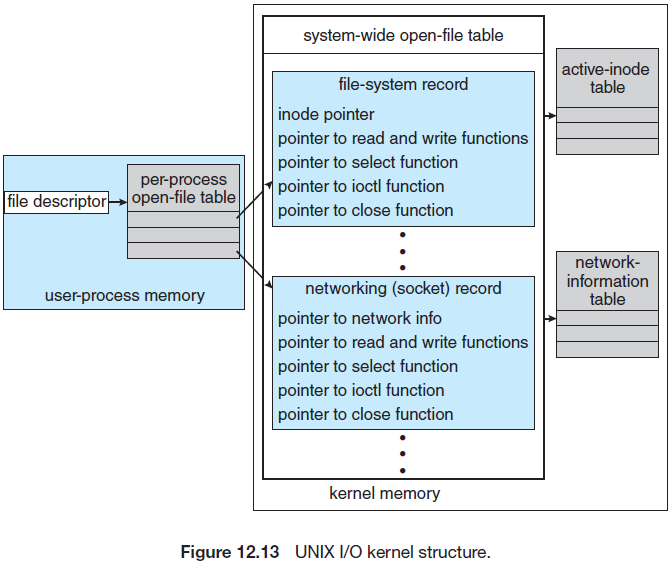 file descriptor
per-process
open-file table
user-process memory
system-wide open-file table
file-system record
inode pointer
pointer to read and write functions
pointer to select function
pointer to ioctl function
pointer to close function
networking (socket) record
pointer to network info
pointer to read and write functions
pointer to select function
pointer to ioctl function
pointer to close function
kernel memory
active-inode
table
network-
information
table
Figure 12.13 UNIX I/O kernel structure.